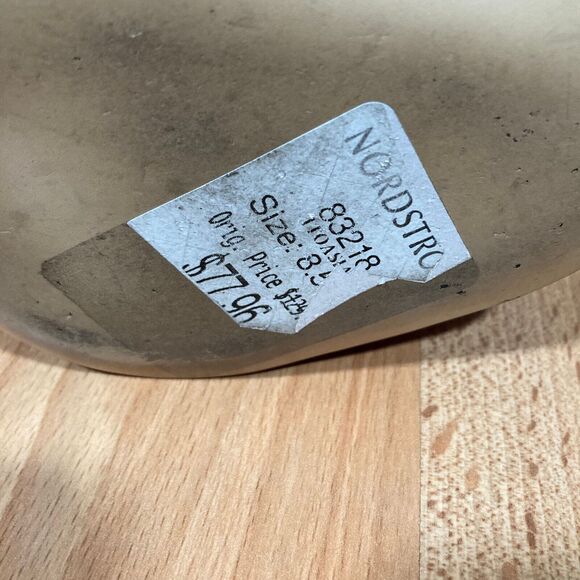 NORDSTRO
83218
Size: 8.5
Orig. Price
$77.96